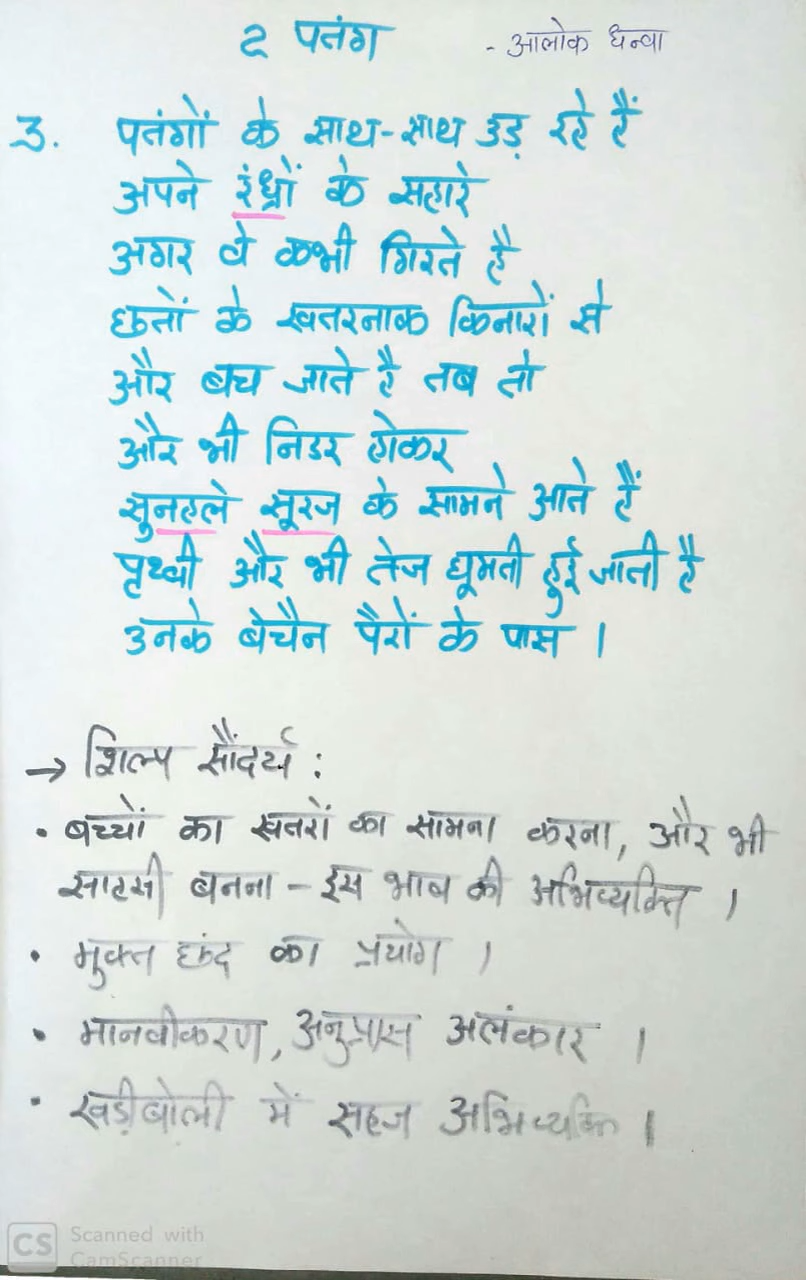 2 पतंग - आलोक धन्वा
3. पतंगों के साथ-साथ उड़ रहे हैं
अपने रंध्रों के सहारे
अगर वे कभी गिरते है
छतों के खतरनाक किनारों से
और बच जाते है तब तो
और भी निडर होकर
सुनहले सूरज के सामने आते हैं
पृथ्वी और भी तेज घूमती हुई जाती है
उनके बेचैन पैरों के पास ।
→ शिल्प सौंदर्य :
• बच्चों का खतरों का सामना करना, और भी
साहसी बनना - इस भाव की अभिव्यक्ति ।
• मुक्त छंद का प्रयोग ।
• मानवीकरण, अनुप्रास अलंकार ।
• खड़ीबोली में सहज अभिव्यक्ति ।
CS Scanned with
CamScanner